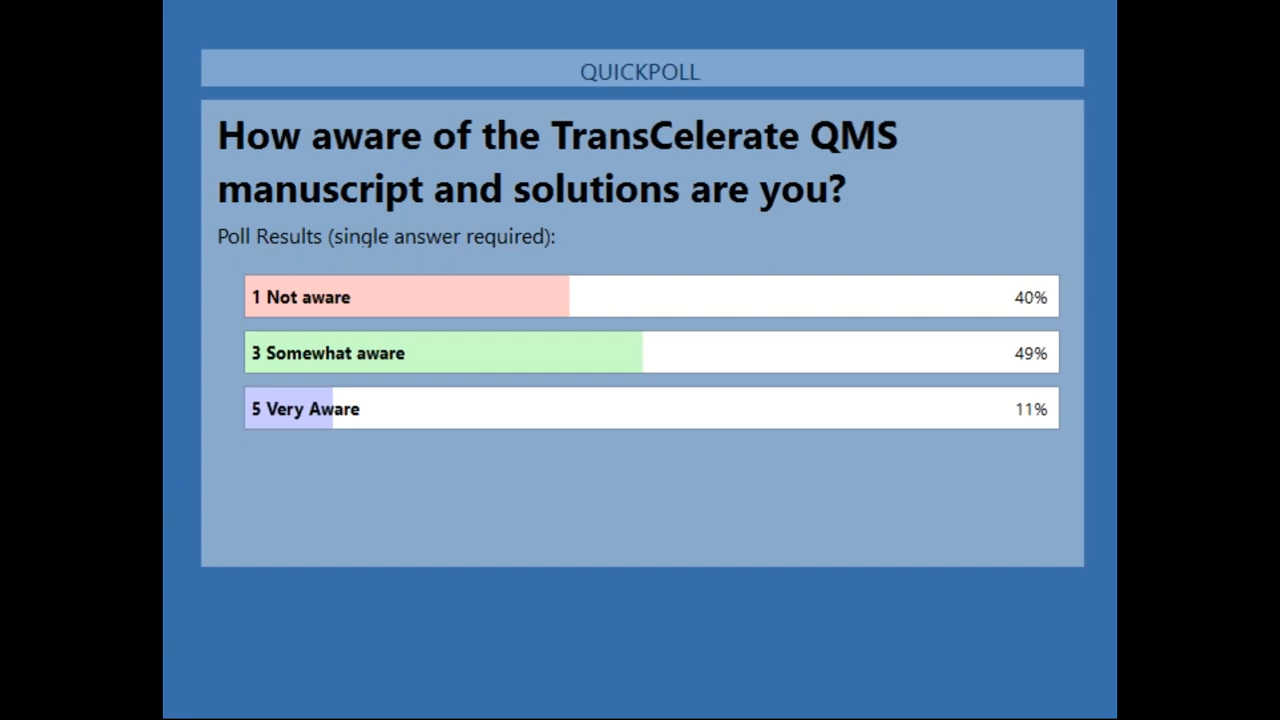 QUICKPOLL
How aware of the TransCelerate QMS
manuscript and solutions are you?
Poll Results (single answer required):
1 Not aware 40%
3 Somewhat aware 49%
5 Very Aware 11%